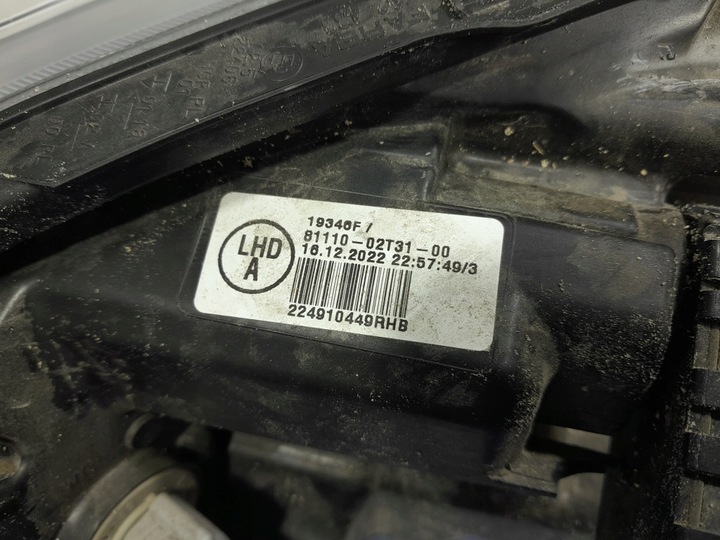 LHD
A
19346F /
81110-02T31-00
16.12.2022 22:57:49/3
224910449RHB